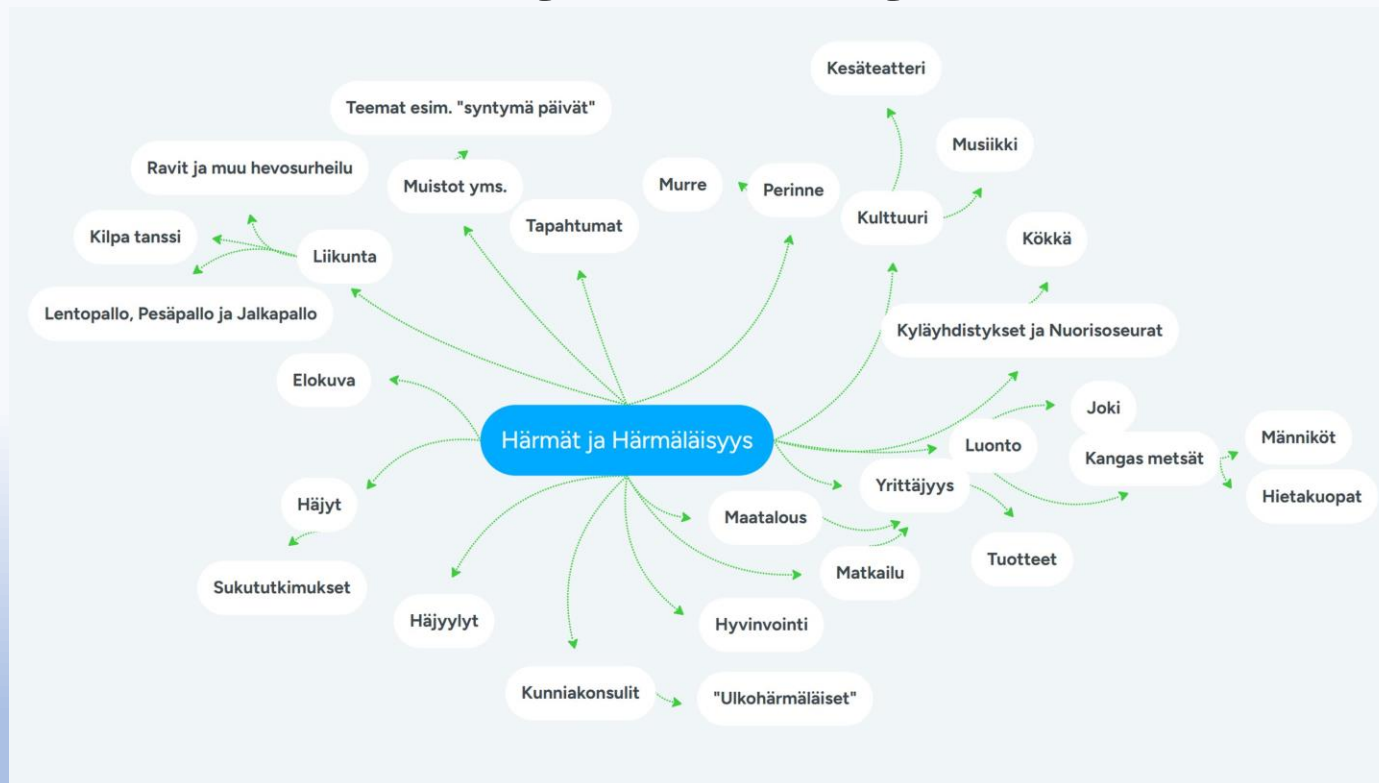 Kesäteatteri
Teemat esim. "syntymä päivät"
Musiikki
Ravit ja muu hevosurheilu
Muistot yms.
Murre
Perinne
Kulttuuri
Tapahtumat
Kilpa tanssi
Liikunta
Kökkä
Lentopallo, Pesäpallo ja Jalkapallo
Kyläyhdistykset ja Nuorisoseurat
Elokuva
Härmät ja Härmäläisyys
Joki
Luonto
Kangas metsät
Männiköt
Hietakuopat
Yrittäjyys
Häjyt
Maatalous
Tuotteet
Matkailu
Sukututkimukset
Häjyylyt
Hyvinvointi
Kunniakonsulit
"Ulkohärmäläiset"